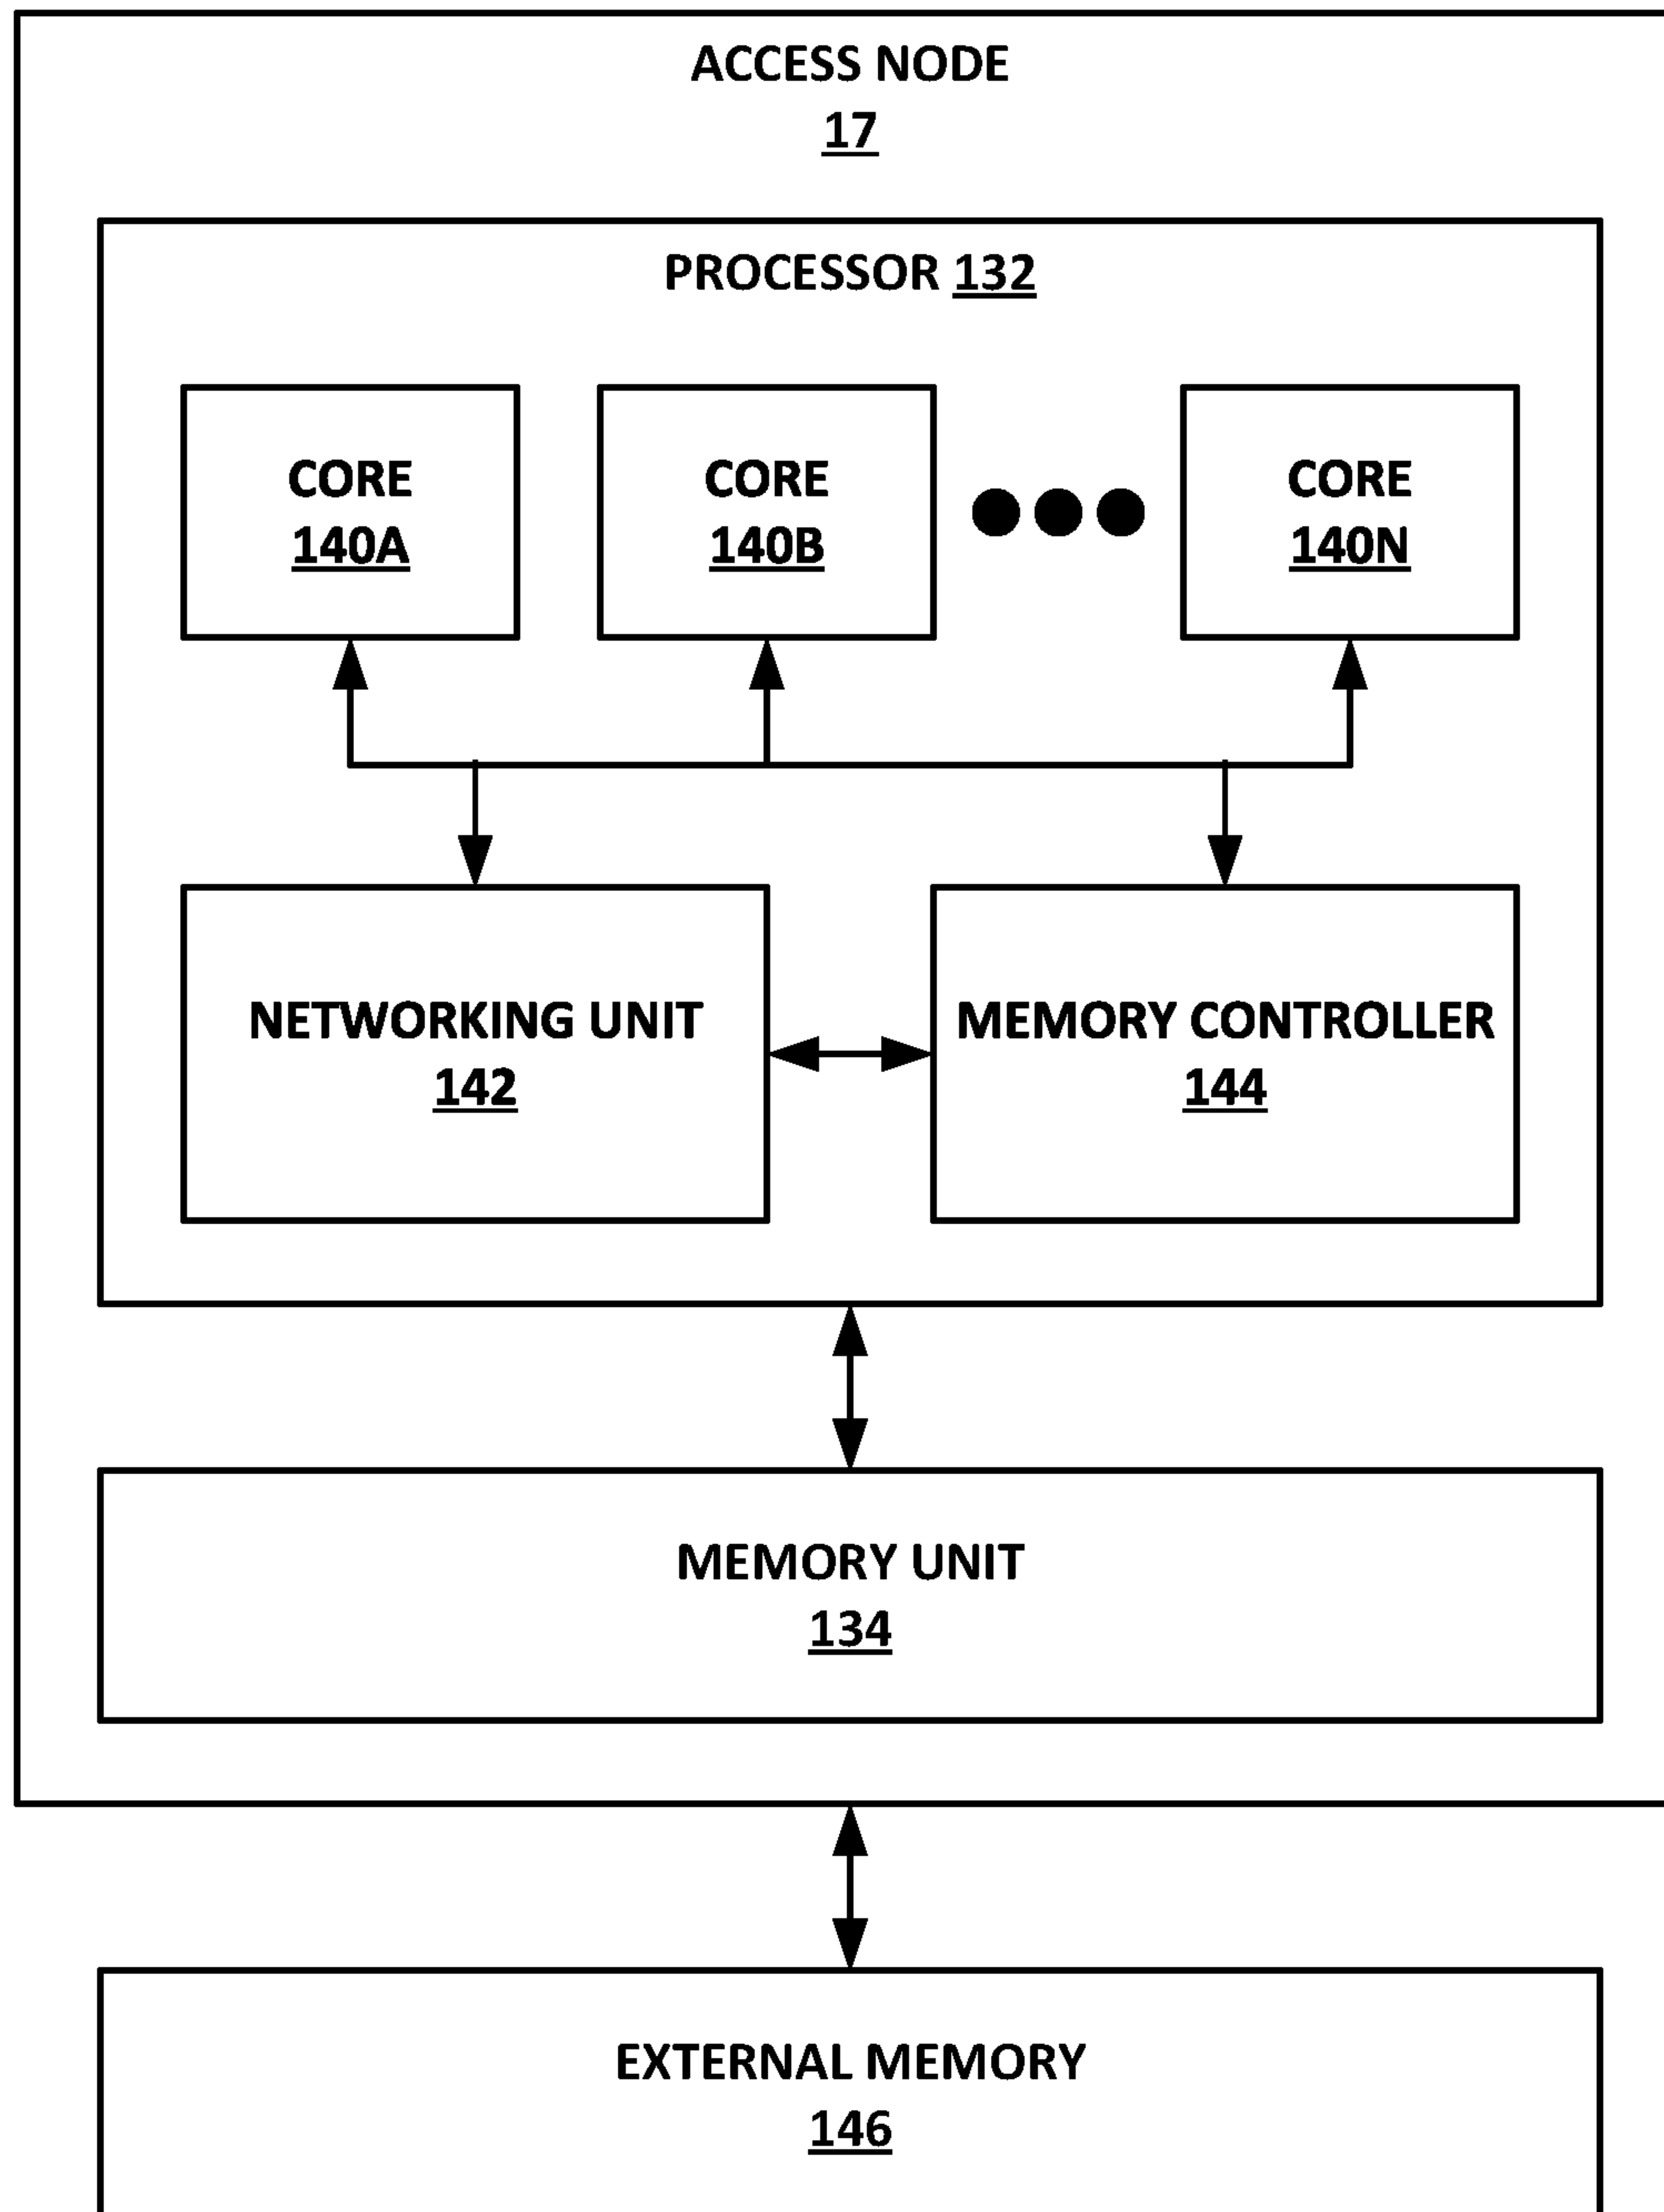 ACCESS NODE
17
PROCESSOR 132
CORE
140A
CORE
140B
CORE
140N
NETWORKING UNIT
142
MEMORY CONTROLLER
144
MEMORY UNIT
134
EXTERNAL MEMORY
146